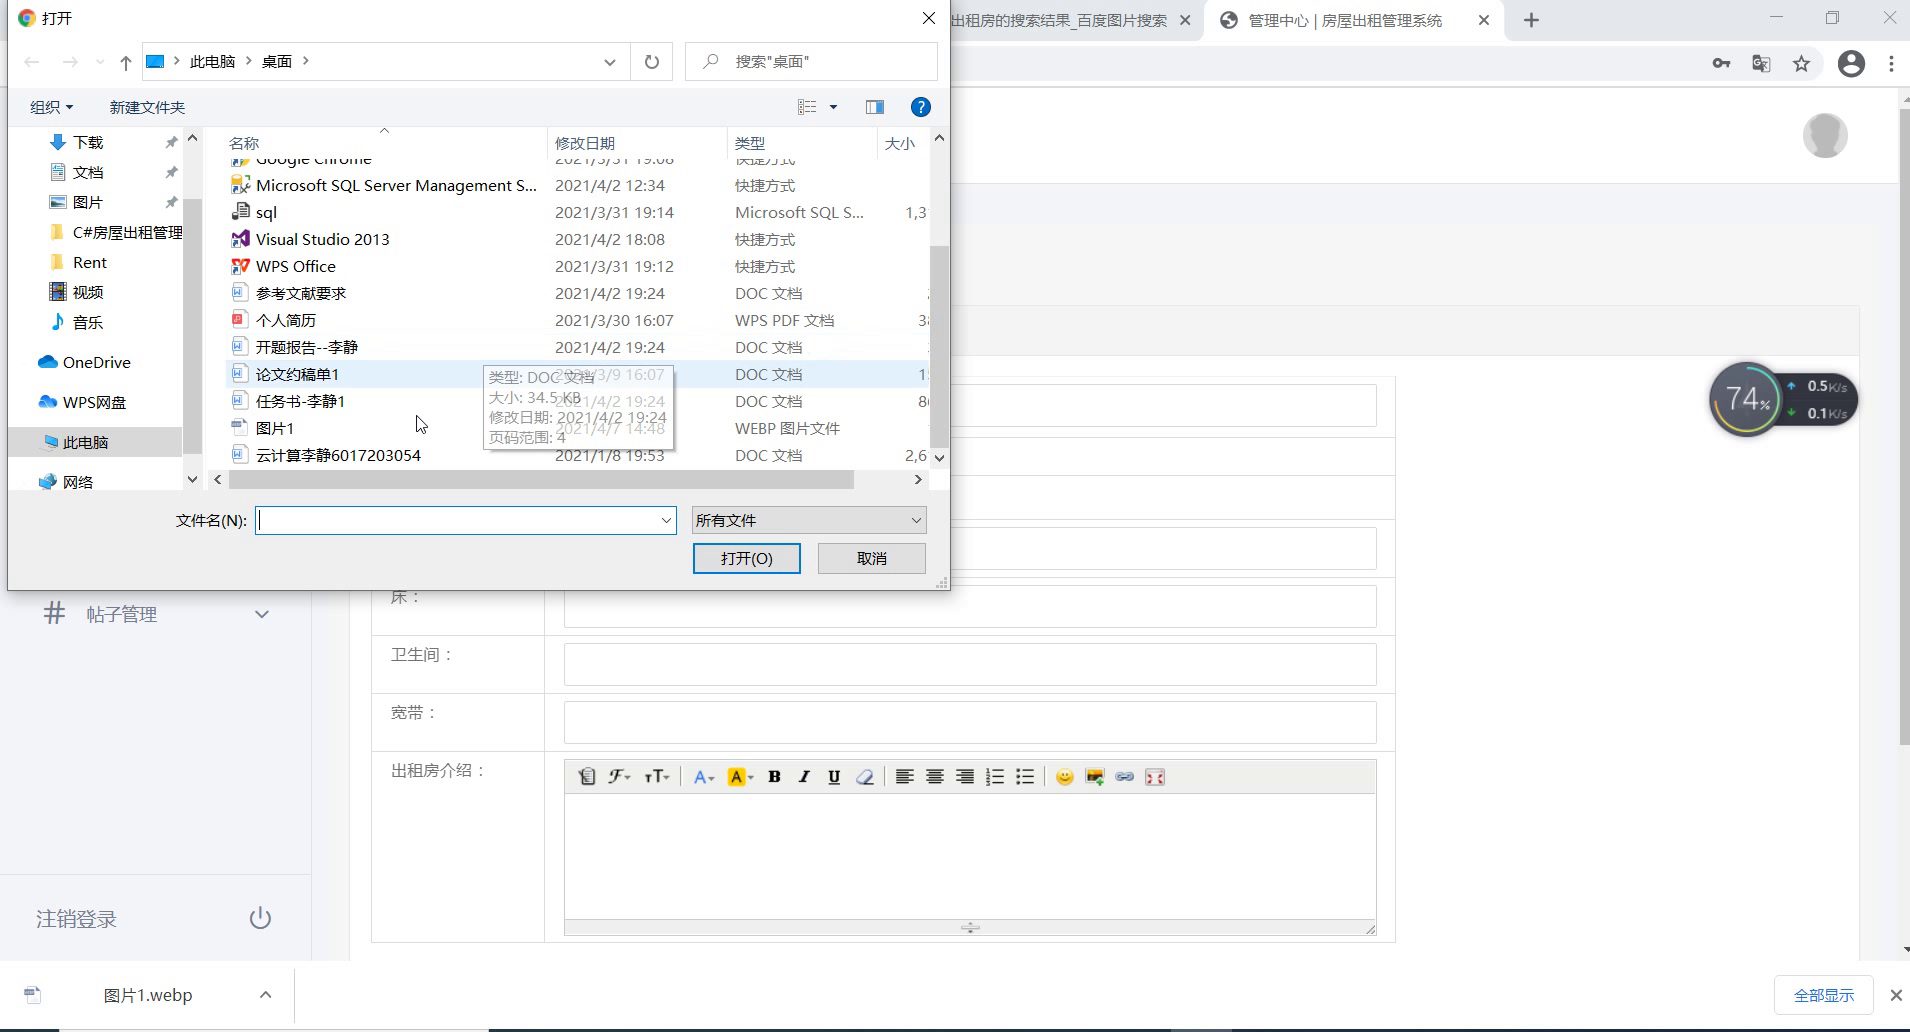 打开
出租房的搜索结果_百度图片搜索
管理中心 | 房屋出租管理系统
此电脑
桌面
搜索"桌面"
组织
新建文件夹
名称
修改日期
类型
大小
下载
文档
图片
C#房屋出租管理
Rent
视频
音乐
OneDrive
WPS网盘
此电脑
网络
Google Chrome 2021/3/31 19:08 快捷方式
Microsoft SQL Server Management S... 2021/4/2 12:34 快捷方式
sql 2021/3/31 19:14 Microsoft SQL S... 1,3
Visual Studio 2013 2021/4/2 18:08 快捷方式
WPS Office 2021/3/31 19:12 快捷方式
参考文献要求 2021/4/2 19:24 DOC 文档
个人简历 2021/3/30 16:07 WPS PDF 文档 38
开题报告--李静 2021/4/2 19:24 DOC 文档
论文约稿单1 2021/3/9 16:07 DOC 文档
任务书-李静1 2021/4/2 19:24 DOC 文档
图片1 2021/4/7 14:48 WEBP 图片文件
云计算李静6017203054 2021/1/8 19:53 DOC 文档 2,6
类型: DOC 文档
大小: 34.5 KB
修改日期: 2021/4/2 19:24
页码范围: 4
文件名(N):
所有文件
打开(O)
取消
74%
0.5K/s
0.1K/s
帖子管理
床：
卫生间：
宽带：
出租房介绍：
注销登录
图片1.webp
全部显示